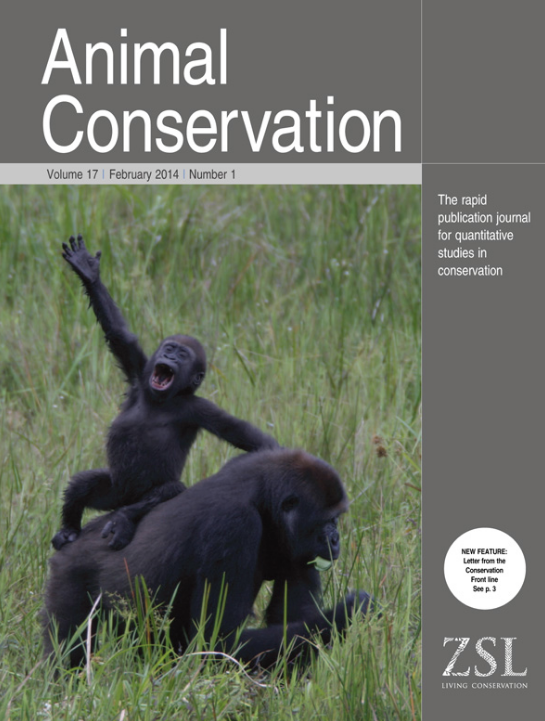 Animal
Conservation
Volume 17 | February 2014 | Number 1
The rapid
publication journal
for quantitative
studies in
conservation
NEW FEATURE:
Letter from the
Conservation
Front line
See p. 3
ZSL
LIVING CONSERVATION